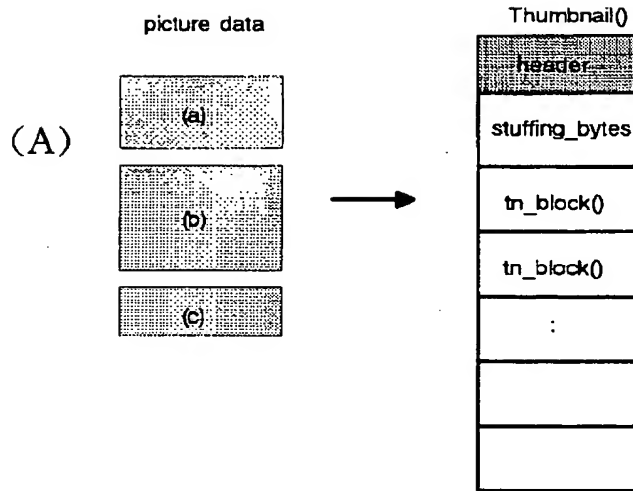 picture data
(A)
(a)
(b)
(c)
Thumbnail()
header
stuffing_bytes
tn_block()
tn_block()
: